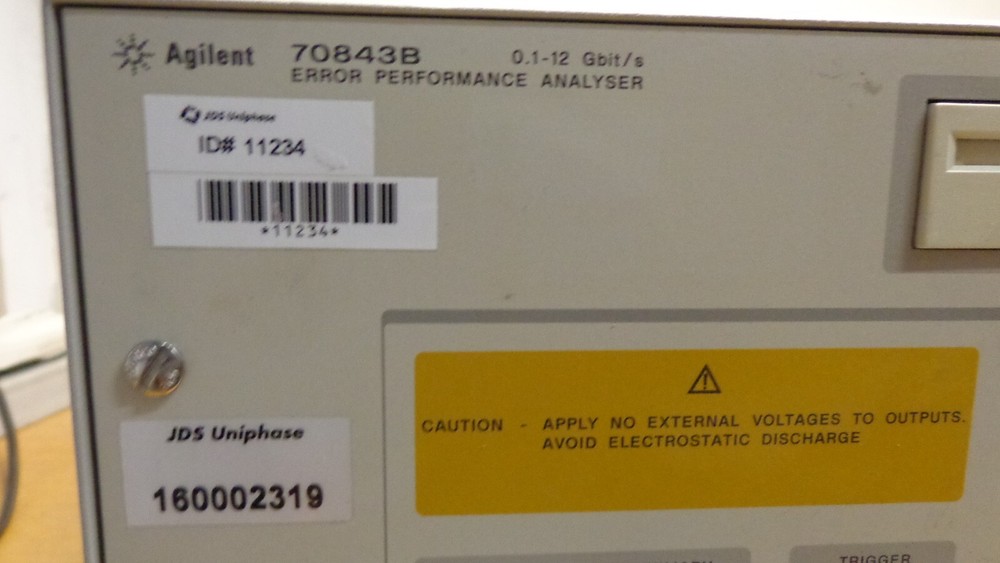 Agilent 70843B 0.1-12 Gbit/s
ERROR PERFORMANCE ANALYSER
JDS Uniphase
ID# 11234
*11234*
JDS Uniphase
160002319
CAUTION - APPLY NO EXTERNAL VOLTAGES TO OUTPUTS.
AVOID ELECTROSTATIC DISCHARGE
TRIGGER